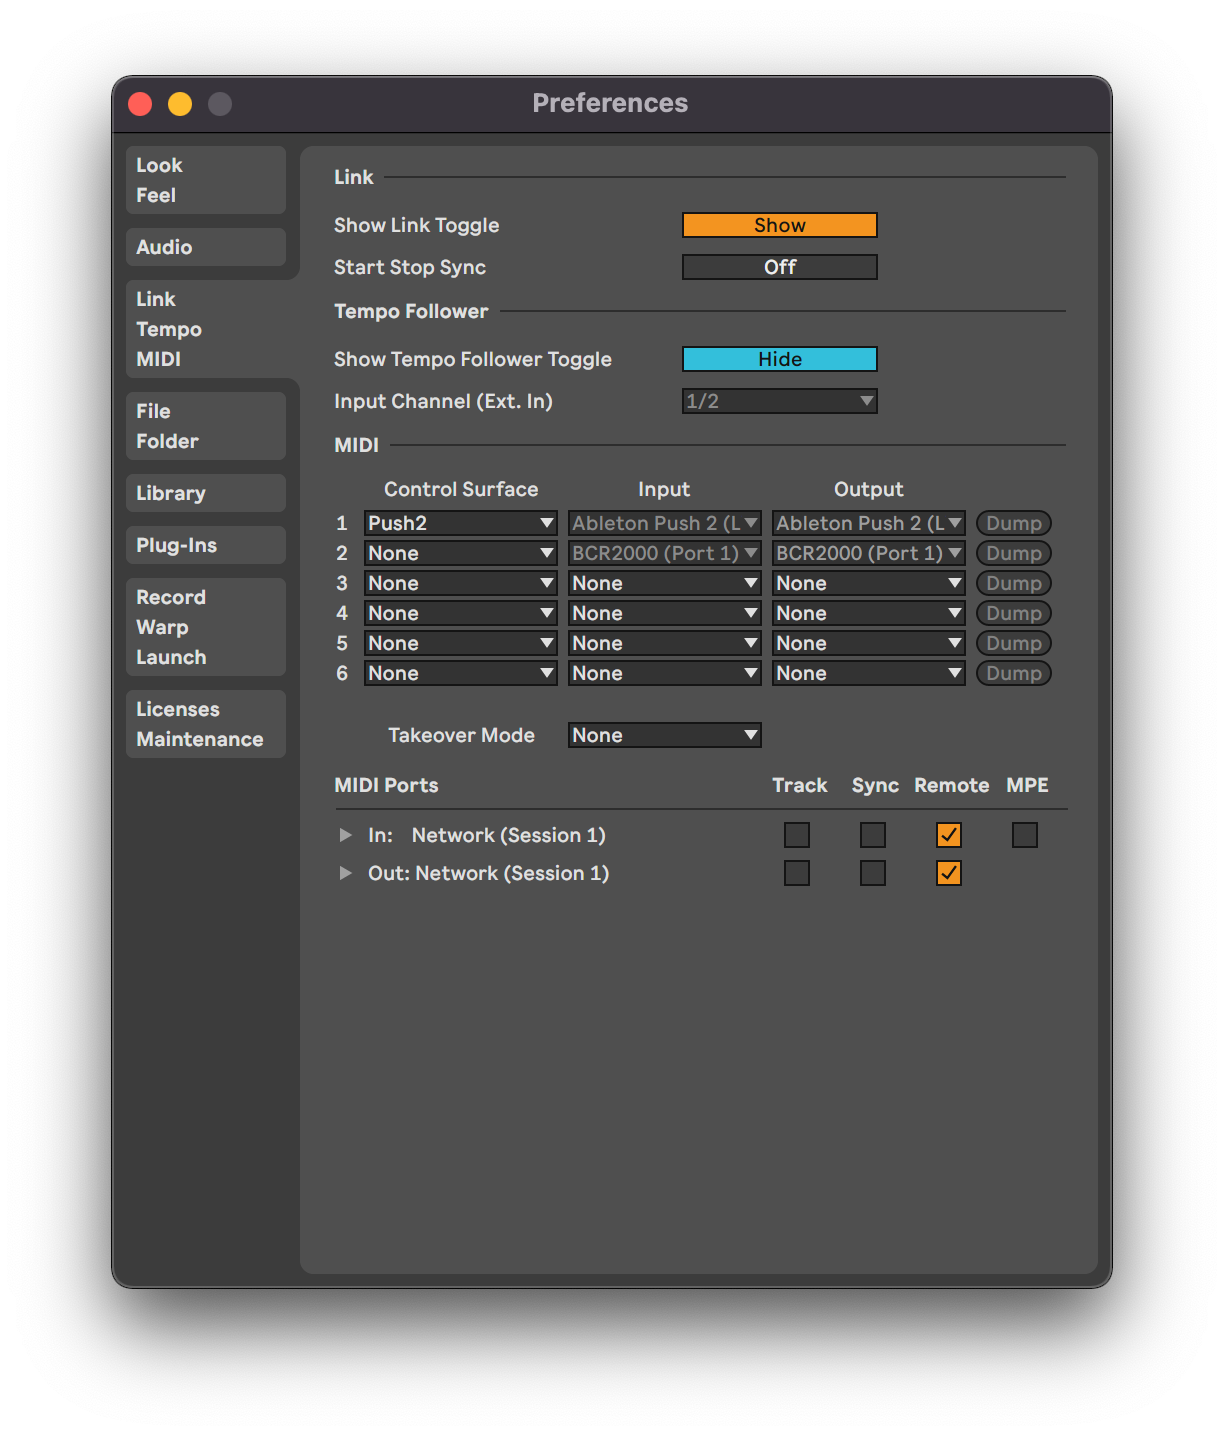 Preferences
Look
Feel
Audio
Link
Tempo
MIDI
File
Folder
Library
Plug-Ins
Record
Warp
Launch
Licenses
Maintenance
Link
Show Link Toggle Show
Start Stop Sync Off
Tempo Follower
Show Tempo Follower Toggle Hide
Input Channel (Ext. In) 1/2
MIDI
Control Surface Input Output
1 Push2 Ableton Push 2 (L Ableton Push 2 (L Dump
2 None BCR2000 (Port 1) BCR2000 (Port 1) Dump
3 None None None Dump
4 None None None Dump
5 None None None Dump
6 None None None Dump
Takeover Mode None
MIDI Ports Track Sync Remote MPE
In: Network (Session 1)
Out: Network (Session 1)